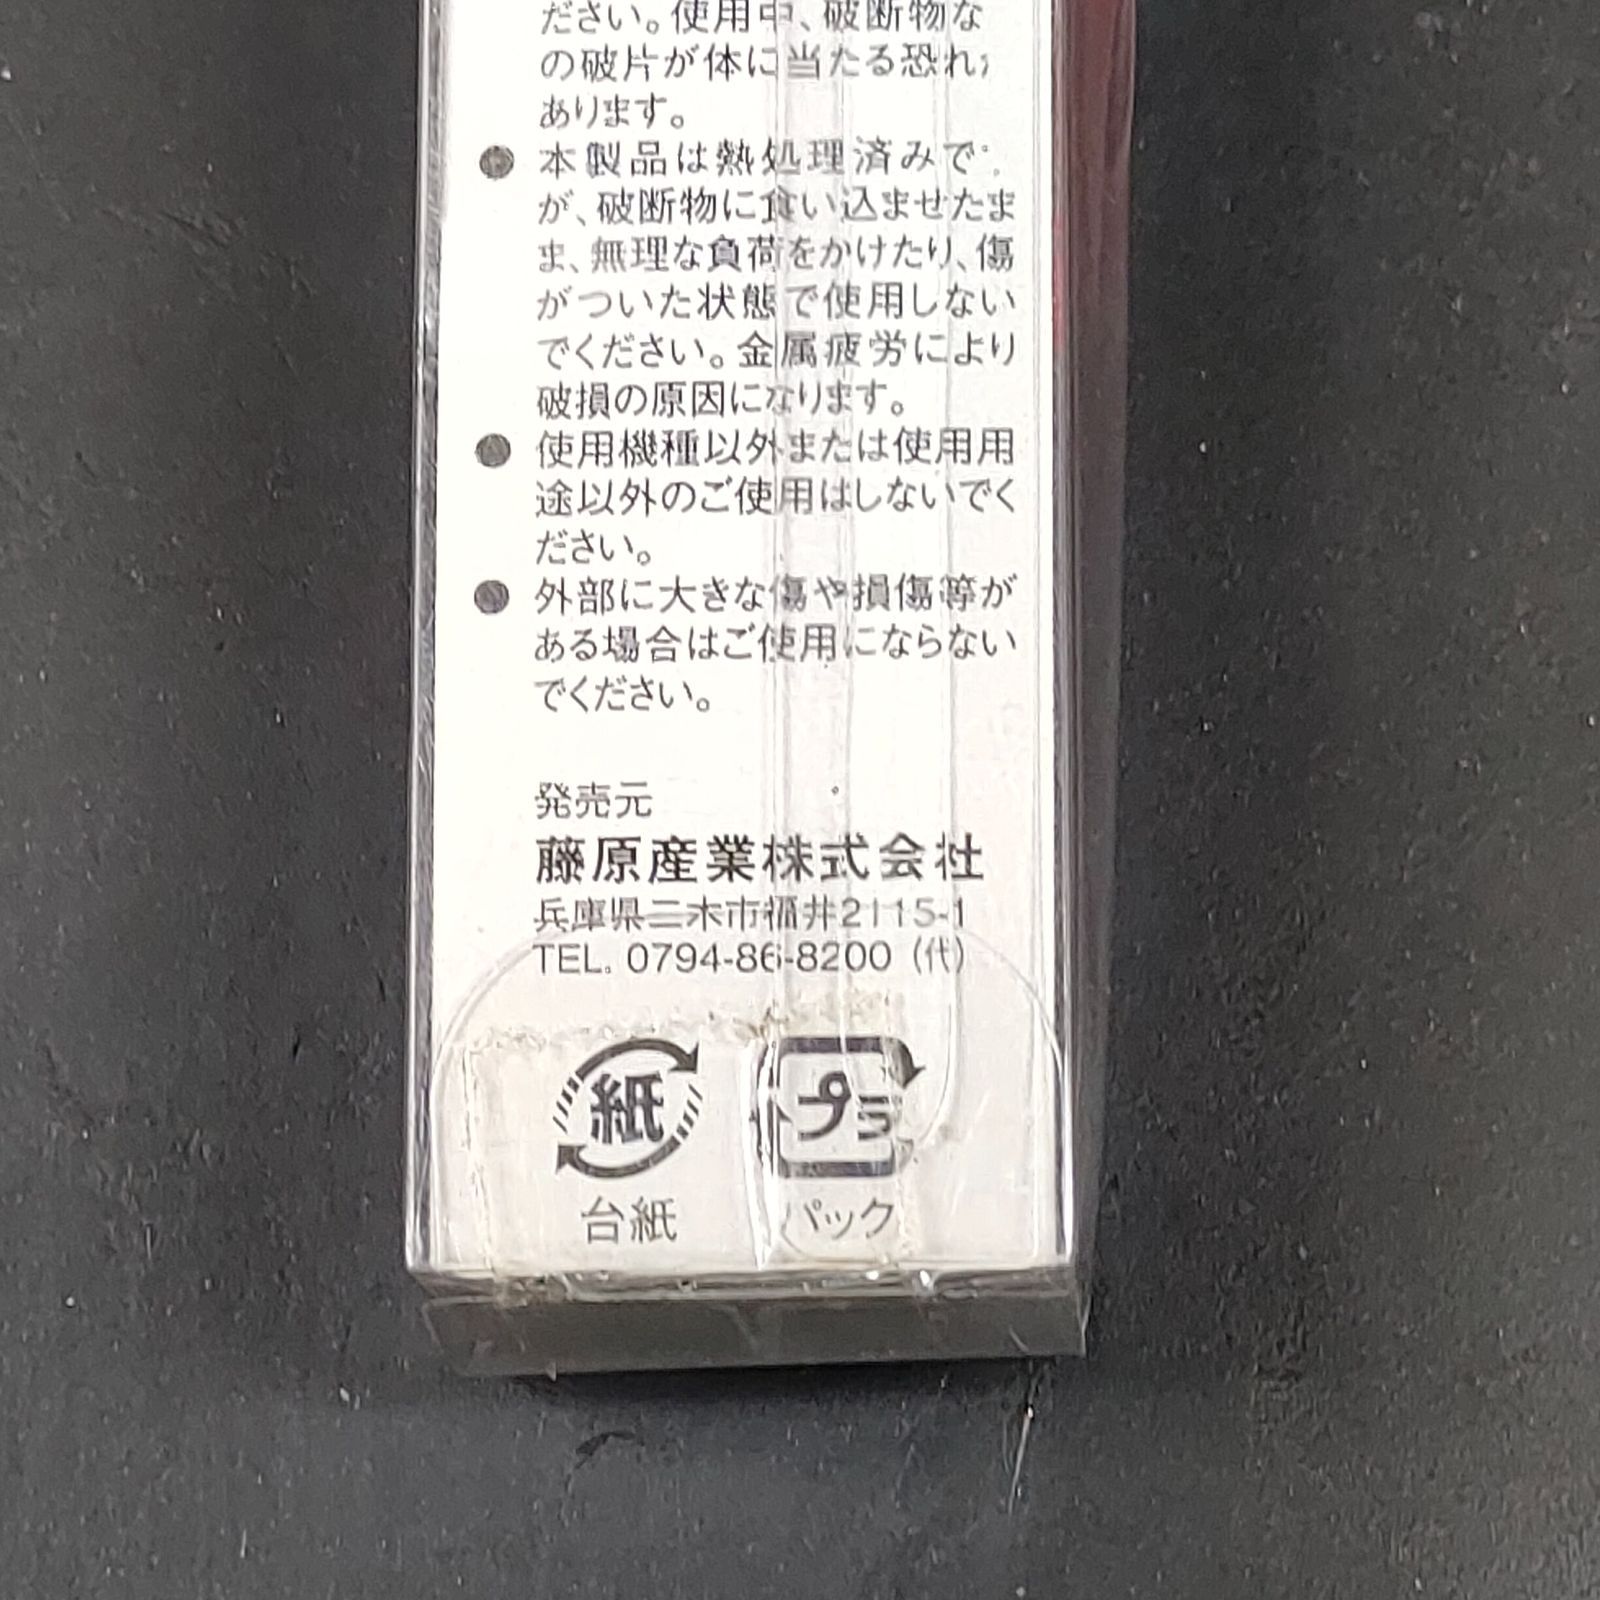 ださい。使用中、破断物な
の破片が体に当たる恐れ
あります。
● 本製品は熱処理済みで
が、破断物に食い込ませたま
ま、無理な負荷をかけたり、傷
がついた状態で使用しない
でください。金属疲労により
破損の原因になります。
● 使用機種以外または使用用
途以外のご使用はしないでく
ださい。
● 外部に大きな傷や損傷等が
ある場合はご使用にならない
でください。
発売元
藤原産業株式会社
兵庫県三木市福井2115-1
TEL. 0794-86-8200 (代)
紙 プラ
台紙 パック